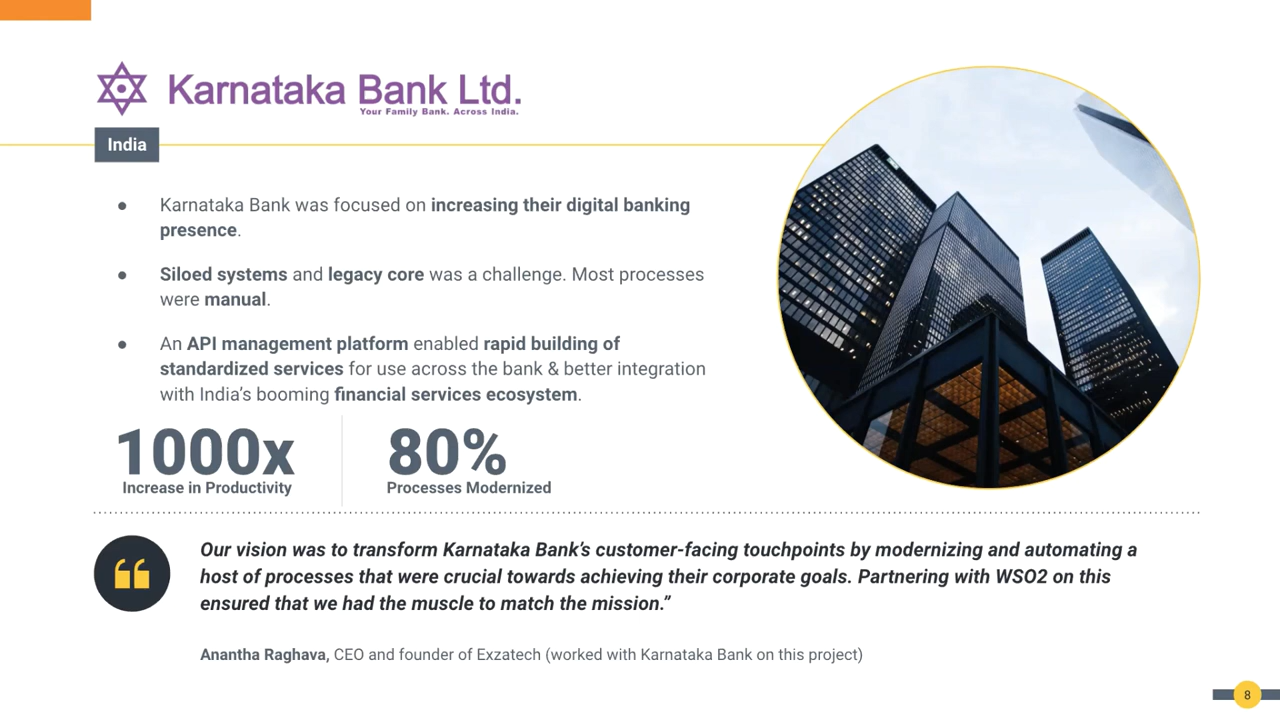 Karnataka Bank Ltd.
Your Family Bank. Across India.
India
● Karnataka Bank was focused on increasing their digital banking
presence.
● Siloed systems and legacy core was a challenge. Most processes
were manual.
● An API management platform enabled rapid building of
standardized services for use across the bank & better integration
with India’s booming financial services ecosystem.
1000x
Increase in Productivity
80%
Processes Modernized
Our vision was to transform Karnataka Bank’s customer-facing touchpoints by modernizing and automating a
host of processes that were crucial towards achieving their corporate goals. Partnering with WSO2 on this
ensured that we had the muscle to match the mission.”
Anantha Raghava, CEO and founder of Exzatech (worked with Karnataka Bank on this project)
8